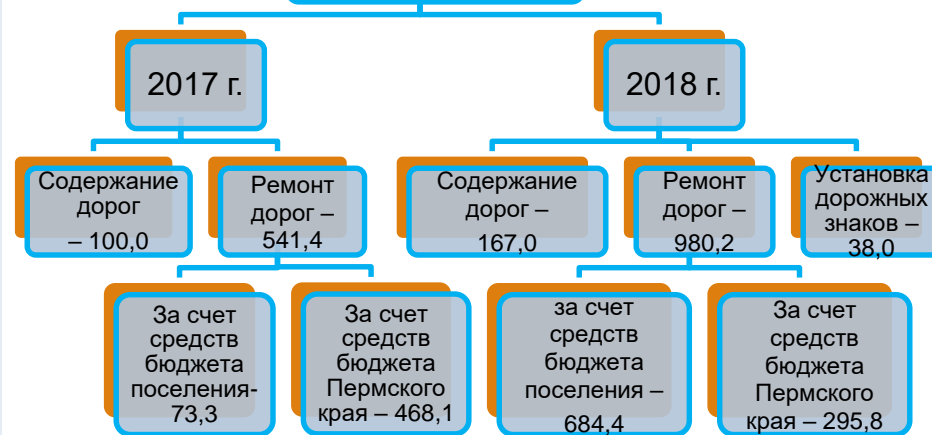 2017 г.
2018 г.
Содержание
дорог
– 100,0
Ремонт
дорог –
541,4
Содержание
дорог –
167,0
Ремонт
дорог –
980,2
Установка
дорожных
знаков –
38,0
За счет
средств
бюджета
поселения-
73,3
За счет
средств
бюджета
Пермского
края – 468,1
за счет
средств
бюджета
поселения –
684,4
За счет
средств
бюджета
Пермского
края – 295,8